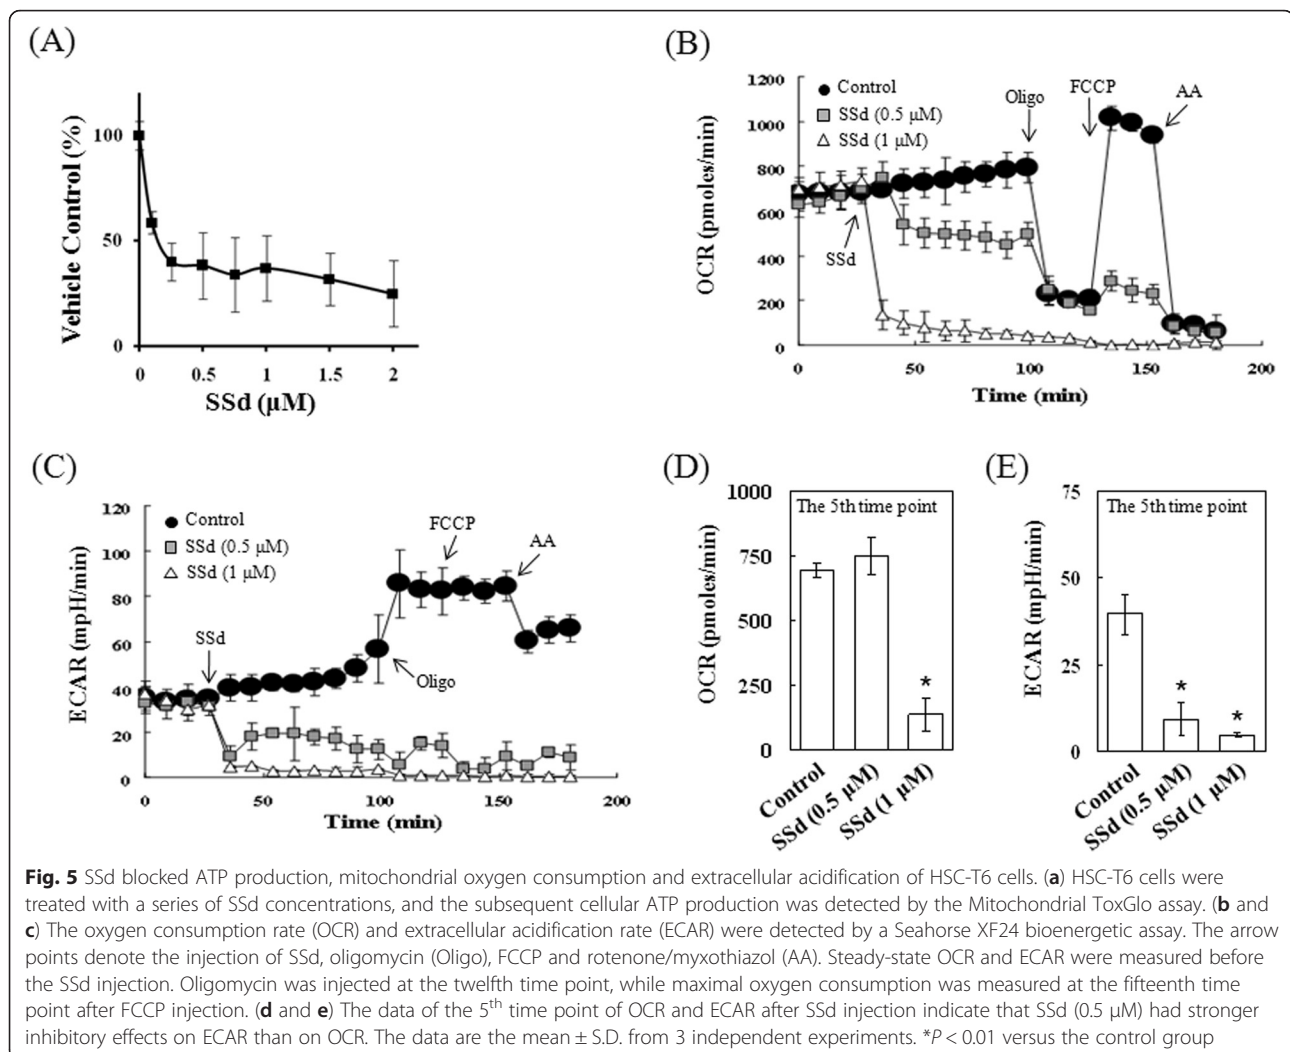 (A)
Vehicle Control (%)
100
50
0
0 0.5 1 1.5 2
SSd (µM)
(B)
OCR (pmoles/min)
1200
1000
800
600
400
200
0
Control
SSd (0.5 µM)
SSd (1 µM)
SSd
Oligo
FCCP
AA
0 50 100 150 200
Time (min)
(C)
ECAR (mpH/min)
120
100
80
60
40
20
0
Control
SSd (0.5 µM)
SSd (1 µM)
SSd
Oligo
FCCP
AA
0 50 100 150 200
Time (min)
(D)
OCR (pmoles/min)
1000
750
500
250
0
The 5th time point
*
Control
SSd (0.5 µM)
SSd (1 µM)
(E)
ECAR (mpH/min)
75
50
25
0
The 5th time point
*
*
Control
SSd (0.5 µM)
SSd (1 µM)
Fig. 5 SSd blocked ATP production, mitochondrial oxygen consumption and extracellular acidification of HSC-T6 cells. (a) HSC-T6 cells were
treated with a series of SSd concentrations, and the subsequent cellular ATP production was detected by the Mitochondrial ToxGlo assay. (b and
c) The oxygen consumption rate (OCR) and extracellular acidification rate (ECAR) were detected by a Seahorse XF24 bioenergetic assay. The arrow
points denote the injection of SSd, oligomycin (Oligo), FCCP and rotenone/myxothiazol (AA). Steady-state OCR and ECAR were measured before
the SSd injection. Oligomycin was injected at the twelfth time point, while maximal oxygen consumption was measured at the fifteenth time
point after FCCP injection. (d and e) The data of the 5th time point of OCR and ECAR after SSd injection indicate that SSd (0.5 µM) had stronger
inhibitory effects on ECAR than on OCR. The data are the mean ± S.D. from 3 independent experiments. *P < 0.01 versus the control group